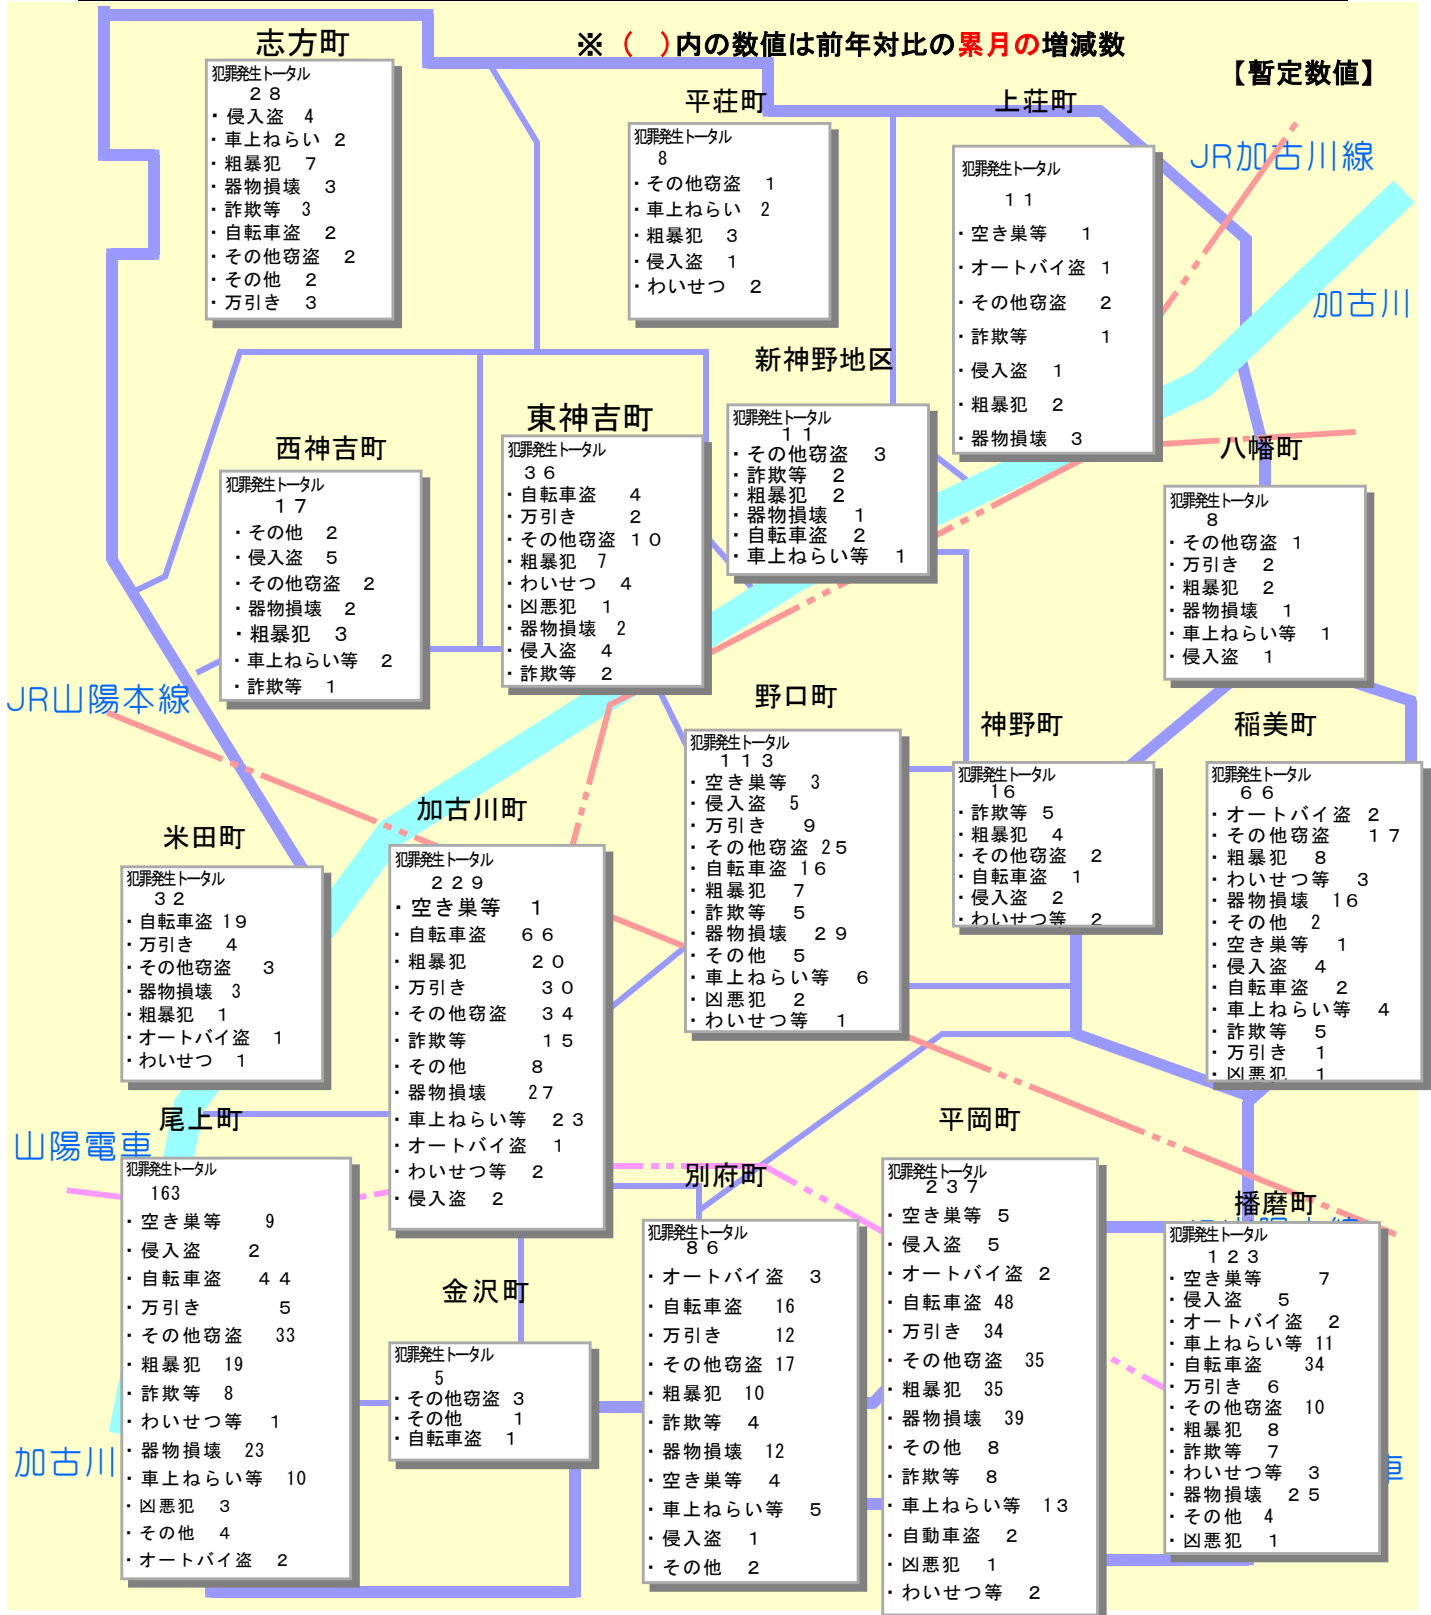 ※（　）内の数値は前年対比の累月の増減数
【暫定数値】
志方町
犯罪発生トータル
２８
・侵入盗　4
・車上ねらい　2
・粗暴犯　7
・器物損壊　3
・詐欺等　3
・自転車盗　2
・その他窃盗　2
・その他　2
・万引き　3
平荘町
犯罪発生トータル
8
・その他窃盗　1
・車上ねらい　2
・粗暴犯　3
・侵入盗　1
・わいせつ　2
上荘町
犯罪発生トータル
１１
・空き巣等　1
・オートバイ盗　1
・その他窃盗　2
・詐欺等　1
・侵入盗　1
・粗暴犯　2
・器物損壊　3
JR加古川線
加古川
新神野地区
犯罪発生トータル
１１
・その他窃盗　3
・詐欺等　2
・粗暴犯　2
・器物損壊　1
・自転車盗　2
・車上ねらい等　1
東神吉町
犯罪発生トータル
３６
・自転車盗　4
・万引き　2
・その他窃盗　１０
・粗暴犯　7
・わいせつ　4
・凶悪犯　1
・器物損壊　2
・侵入盗　4
・詐欺等　2
西神吉町
犯罪発生トータル
１７
・その他　2
・侵入盗　5
・その他窃盗　2
・器物損壊　2
・粗暴犯　3
・車上ねらい等　2
・詐欺等　1
八幡町
犯罪発生トータル
8
・その他窃盗　1
・万引き　2
・粗暴犯　2
・器物損壊　1
・車上ねらい等　1
・侵入盗　1
JR山陽本線
野口町
犯罪発生トータル
１１３
・空き巣等　3
・侵入盗　5
・万引き　9
・その他窃盗　25
・自転車盗　16
・粗暴犯　7
・詐欺等　5
・器物損壊　２９
・その他　5
・車上ねらい等　6
・凶悪犯　2
・わいせつ等　1
神野町
犯罪発生トータル
16
・詐欺等　5
・粗暴犯　4
・その他窃盗　2
・自転車盗　1
・侵入盗　2
・わいせつ等　2
稲美町
犯罪発生トータル
６６
・オートバイ盗　2
・その他窃盗　１７
・粗暴犯　8
・わいせつ等　3
・器物損壊　16
・その他　2
・空き巣等　1
・侵入盗　4
・自転車盗　2
・車上ねらい等　4
・詐欺等　5
・万引き　1
・凶悪犯　1
加古川町
犯罪発生トータル
２２９
・空き巣等　1
・自転車盗　６６
・粗暴犯　２０
・万引き　３０
・その他窃盗　３４
・詐欺等　１５
・その他　8
・器物損壊　27
・車上ねらい等　２３
・オートバイ盗　1
・わいせつ等　2
・侵入盗　2
米田町
犯罪発生トータル
３２
・自転車盗　19
・万引き　4
・その他窃盗　3
・器物損壊　3
・粗暴犯　1
・オートバイ盗　1
・わいせつ　1
尾上町
山陽電車
犯罪発生トータル
163
・空き巣等　9
・侵入盗　2
・自転車盗　４４
・万引き　5
・その他窃盗　33
・粗暴犯　19
・詐欺等　8
・わいせつ等　1
・器物損壊　23
・車上ねらい等　10
・凶悪犯　3
・その他　4
・オートバイ盗　2
加古川
金沢町
犯罪発生トータル
5
・その他窃盗　3
・その他　1
・自転車盗　1
別府町
犯罪発生トータル
８６
・オートバイ盗　3
・自転車盗　16
・万引き　12
・その他窃盗　17
・粗暴犯　10
・詐欺等　4
・器物損壊　12
・空き巣等　4
・車上ねらい等　5
・侵入盗　1
・その他　2
平岡町
犯罪発生トータル
２３７
・空き巣等　5
・侵入盗　5
・オートバイ盗　2
・自転車盗　48
・万引き　34
・その他窃盗　35
・粗暴犯　35
・器物損壊　39
・その他　8
・詐欺等　8
・車上ねらい等　13
・自動車盗　2
・凶悪犯　1
・わいせつ等　2
播磨町
犯罪発生トータル
１２３
・空き巣等　7
・侵入盗　5
・オートバイ盗　2
・車上ねらい等　11
・自転車盗　34
・万引き　6
・その他窃盗　10
・粗暴犯　8
・詐欺等　7
・わいせつ等　3
・器物損壊　２５
・その他　4
・凶悪犯　1